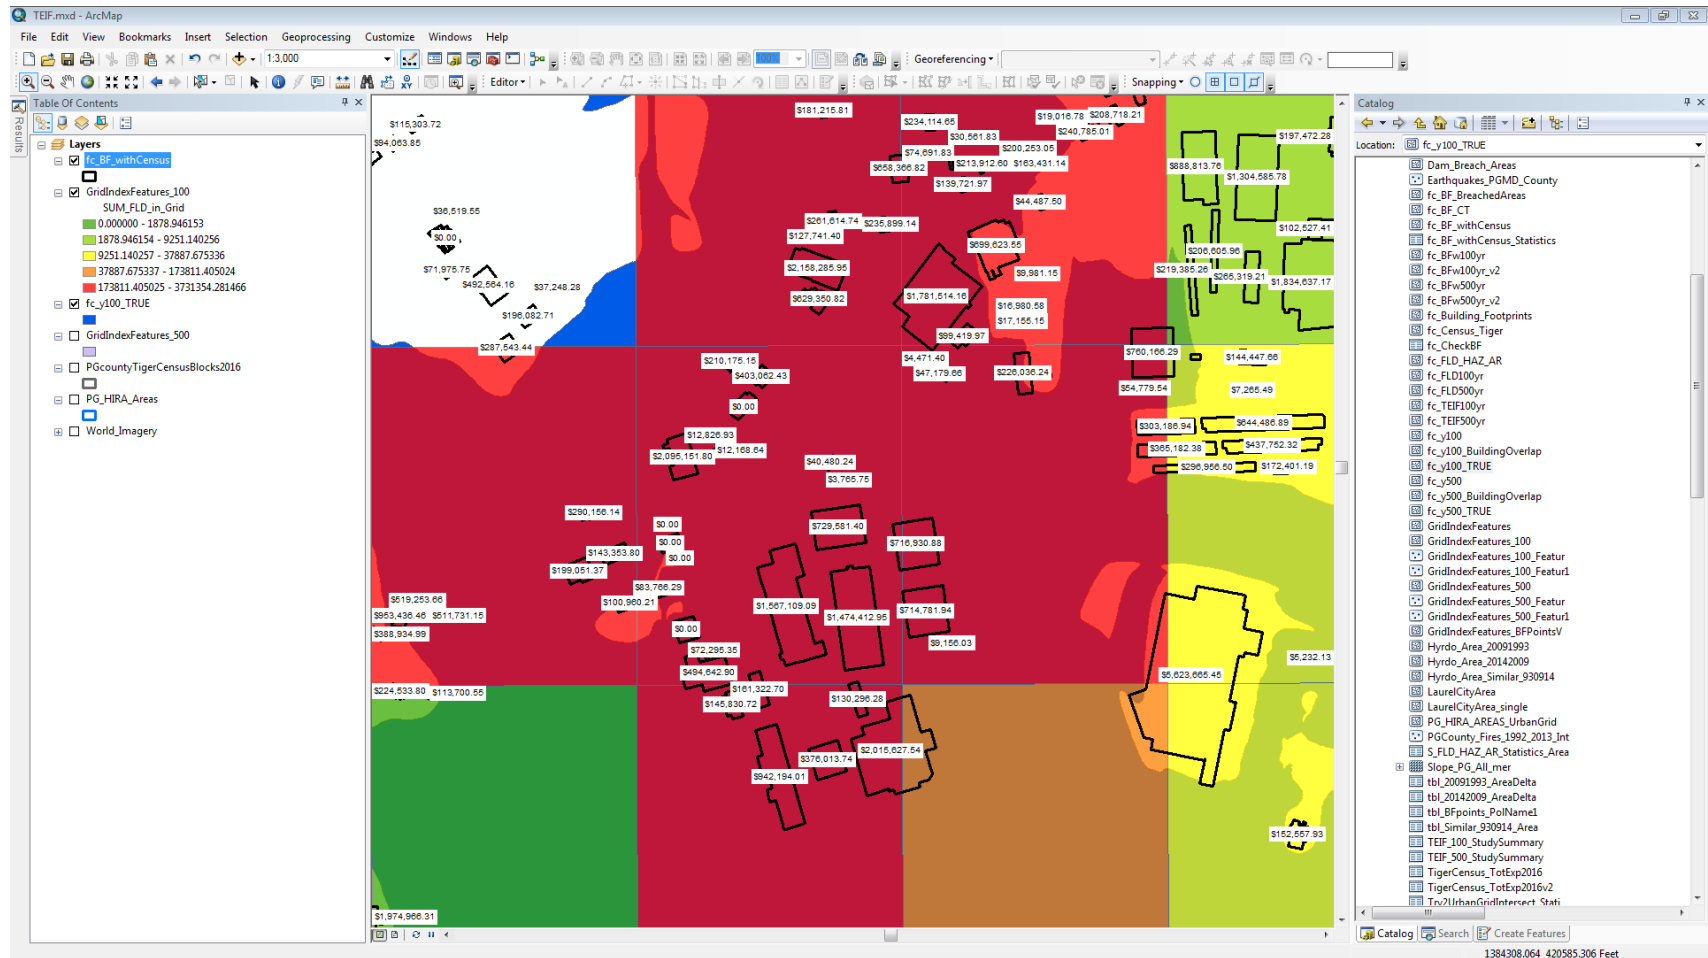 TEIF.mxd - ArcMap
File Edit View Bookmarks Insert Selection Geoprocessing Customize Windows Help
1:3,000
100%
Georeferencing
Editor
Snapping
Results
Table Of Contents
Layers
fc_BF_withCensus
GridIndexFeatures_100
SUM_FLD_in_Grid
0.000000 - 1878.946153
1878.946154 - 9251.140256
9251.140257 - 37887.675336
37887.675337 - 173811.405024
173811.405025 - 3731354.281466
fc_y100_TRUE
GridIndexFeatures_500
PGcountyTigerCensusBlocks2016
PG_HIRA_Areas
World_Imagery
$115,303.72
$94,063.85
$36,519.55
$0.00
$71,975.75
$492,564.16
$37,248.28
$196,082.71
$287,543.44
$181,215.81
$234,114.65
$30,561.83
$74,691.83
$658,366.82
$213,912.60
$200,253.05
$163,431.14
$139,721.97
$19,016.78
$208,718.21
$240,785.01
$44,487.50
$261,614.74
$235,899.14
$127,741.40
$2,158,285.95
$629,350.82
$699,623.55
$9,981.15
$1,781,514.16
$16,980.58
$17,155.15
$99,419.97
$197,472.28
$888,813.76
$1,304,585.78
$102,527.41
$206,605.96
$219,385.26
$265,319.21
$1,834,637.17
$210,175.15
$403,062.43
$0.00
$4,471.40
$47,179.66
$226,036.24
$760,166.29
$54,779.54
$144,447.66
$7,265.49
$12,826.93
$12,168.64
$2,095,151.80
$40,480.24
$3,765.75
$303,186.94
$644,486.89
$365,182.38
$437,752.32
$296,956.50
$172,401.19
$290,156.14
$0.00
$0.00
$0.00
$143,353.80
$199,051.37
$729,581.40
$716,930.88
$83,766.29
$100,960.21
$519,253.66
$953,436.46
$511,731.15
$388,934.99
$1,567,109.09
$1,474,412.95
$714,781.94
$9,156.03
$0.00
$72,295.35
$494,642.90
$5,232.13
$5,623,665.45
$224,533.80
$113,700.55
$161,322.70
$145,830.72
$130,296.28
$2,015,627.54
$376,013.74
$942,194.01
$152,557.93
$1,974,966.31
Catalog
Location: fc_y100_TRUE
Dam_Breach_Areas
Earthquakes_PGMD_County
fc_BF_BreachedAreas
fc_BF_CT
fc_BF_withCensus
fc_BF_withCensus_Statistics
fc_BFw100yr
fc_BFw100yr_v2
fc_BFw500yr
fc_BFw500yr_v2
fc_Building_Footprints
fc_Census_Tiger
fc_CheckBF
fc_FLD_HAZ_AR
fc_FLD100yr
fc_FLD500yr
fc_TEIF100yr
fc_TEIF500yr
fc_y100
fc_y100_BuildingOverlap
fc_y100_TRUE
fc_y500
fc_y500_BuildingOverlap
fc_y500_TRUE
GridIndexFeatures
GridIndexFeatures_100
GridIndexFeatures_100_Featur
GridIndexFeatures_100_Featur1
GridIndexFeatures_500
GridIndexFeatures_500_Featur
GridIndexFeatures_500_Featur1
GridIndexFeatures_BFPointsV
Hyrdo_Area_20091993
Hyrdo_Area_20142009
Hyrdo_Area_Similar_930914
LaurelCityArea
LaurelCityArea_single
PG_HIRA_AREAS_UrbanGrid
PGCounty_Fires_1992_2013_Int
S_FLD_HAZ_AR_Statistics_Area
Slope_PG_All_mer
tbl_20091993_AreaDelta
tbl_20142009_AreaDelta
tbl_BFpoints_PolName1
tbl_Similar_930914_Area
TEIF_100_StudySummary
TEIF_500_StudySummary
TigerCensus_TotExp2016
TigerCensus_TotExp2016v2
Try2UrbanGridIntersect_Stati
Catalog Search Create Features
1384308.064 420585.306 Feet